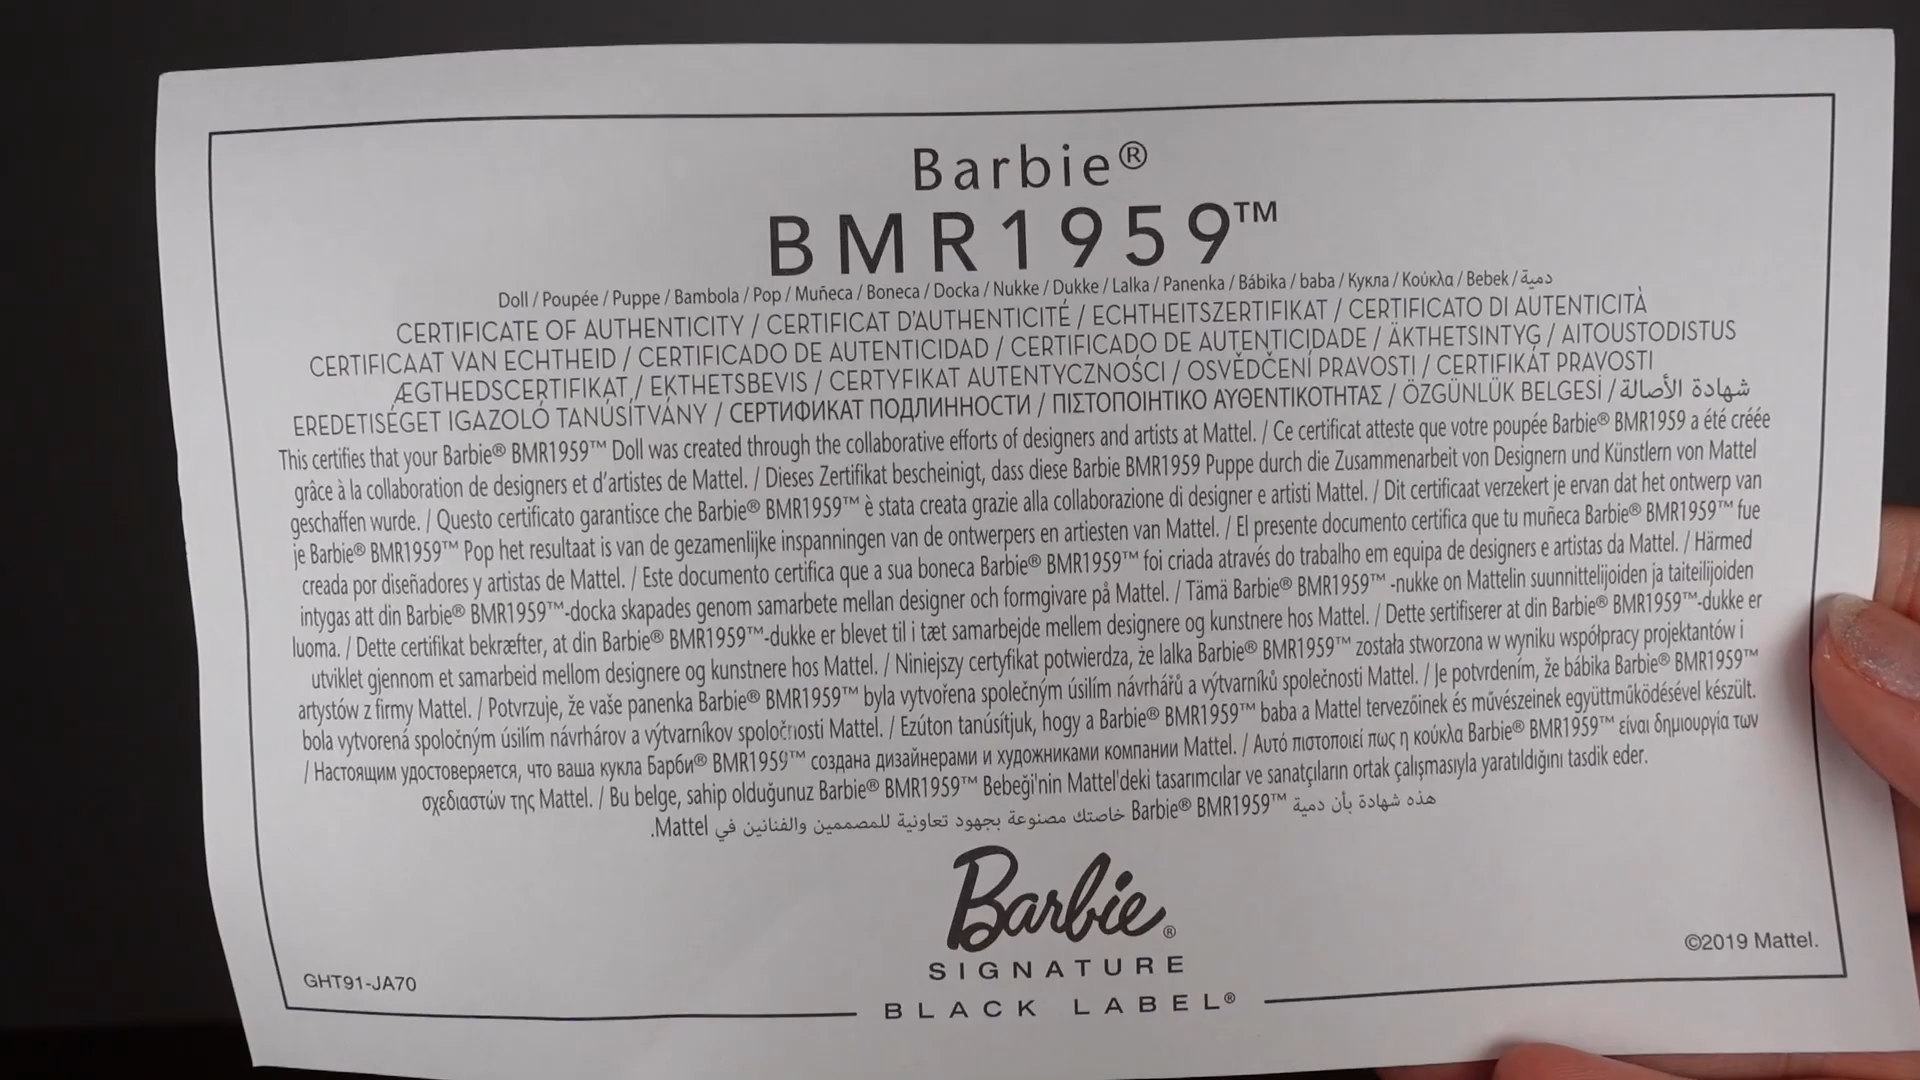 Barbie®
BMR1959™
Doll / Poupée / Puppe / Bambola / Pop / Muñeca / Boneca / Docka / Nukke / Dukke / Lalka / Panenka / Bábika / baba / Кукла / Κούκλα / Bebek / دمية
CERTIFICATE OF AUTHENTICITY / CERTIFICAT D'AUTHENTICITÉ / ECHTHEITSZERTIFIKAT / CERTIFICATO DI AUTENTICITÀ
CERTIFICAAT VAN ECHTHEID / CERTIFICADO DE AUTENTICIDAD / CERTIFICADO DE AUTENTICIDADE / ÄKTHETSINTYG / AITOUSTODISTUS
ÆGTHEDSCERTIFIKAT / EKTHETSBEVIS / CERTYFIKAT AUTENTYCZNOŚCI / OSVĚDČENÍ PRAVOSTI / CERTIFIKÁT PRAVOSTI
EREDETISÉGET IGAZOLÓ TANÚSÍTVÁNY / СЕРТИФИКАТ ПОДЛИННОСТИ / ΠΙΣΤΟΠΟΙΗΤΙΚΟ ΑΥΘΕΝΤΙΚΟΤΗΤΑΣ / ÖZGÜNLÜK BELGESİ / شهادة الأصالة
This certifies that your Barbie® BMR1959™ Doll was created through the collaborative efforts of designers and artists at Mattel. / Ce certificat atteste que votre poupée Barbie® BMR1959 a été créée
grâce à la collaboration de designers et d'artistes de Mattel. / Dieses Zertifikat bescheinigt, dass diese Barbie BMR1959 Puppe durch die Zusammenarbeit von Designern und Künstlern von Mattel
geschaffen wurde. / Questo certificato garantisce che Barbie® BMR1959™ è stata creata grazie alla collaborazione di designer e artisti Mattel. / Dit certificaat verzekert je ervan dat het ontwerp van
je Barbie® BMR1959™ Pop het resultaat is van de gezamenlijke inspanningen van de ontwerpers en artiesten van Mattel. / El presente documento certifica que tu muñeca Barbie® BMR1959™ fue
creada por diseñadores y artistas de Mattel. / Este documento certifica que a sua boneca Barbie® BMR1959™ foi criada através do trabalho em equipa de designers e artistas da Mattel. / Härmed
intygas att din Barbie® BMR1959™-docka skapades genom samarbete mellan designer och formgivare på Mattel. / Tämä Barbie® BMR1959™ -nukke on Mattelin suunnittelijoiden ja taiteilijoiden
luoma. / Dette certifikat bekræfter, at din Barbie® BMR1959™-dukke er blevet til i tæt samarbejde mellem designere og kunstnere hos Mattel. / Dette sertifiserer at din Barbie® BMR1959™-dukke er
utviklet gjennom et samarbeid mellom designere og kunstnere hos Mattel. / Niniejszy certyfikat potwierdza, że lalka Barbie® BMR1959™ została stworzona w wyniku współpracy projektantów i
artystów z firmy Mattel. / Potvrzuje, že vaše panenka Barbie® BMR1959™ byla vytvořena společným úsilím návrhářů a výtvarníků společnosti Mattel. / Je potvrdením, že bábika Barbie® BMR1959™
bola vytvorená spoločným úsilím návrhárov a výtvarníkov spoločnosti Mattel. / Ezúton tanúsítjuk, hogy a Barbie® BMR1959™ baba a Mattel tervezőinek és művészeinek együttműködésével készült.
/ Настоящим удостоверяется, что ваша кукла Барби® BMR1959™ создана дизайнерами и художниками компании Mattel. / Αυτό πιστοποιεί πως η κούκλα Barbie® BMR1959™ είναι δημιουργία των
σχεδιαστών της Mattel. / Bu belge, sahip olduğunuz Barbie® BMR1959™ Bebeği'nin Mattel'deki tasarımcılar ve sanatçıların ortak çalışmasıyla yaratıldığını tasdik eder.
هذه شهادة بأن دمية Barbie® BMR1959™ خاصتك مصنوعة بجهود تعاونية للمصممين والفنانين في Mattel.
Barbie®
SIGNATURE
BLACK LABEL®
GHT91-JA70
©2019 Mattel.